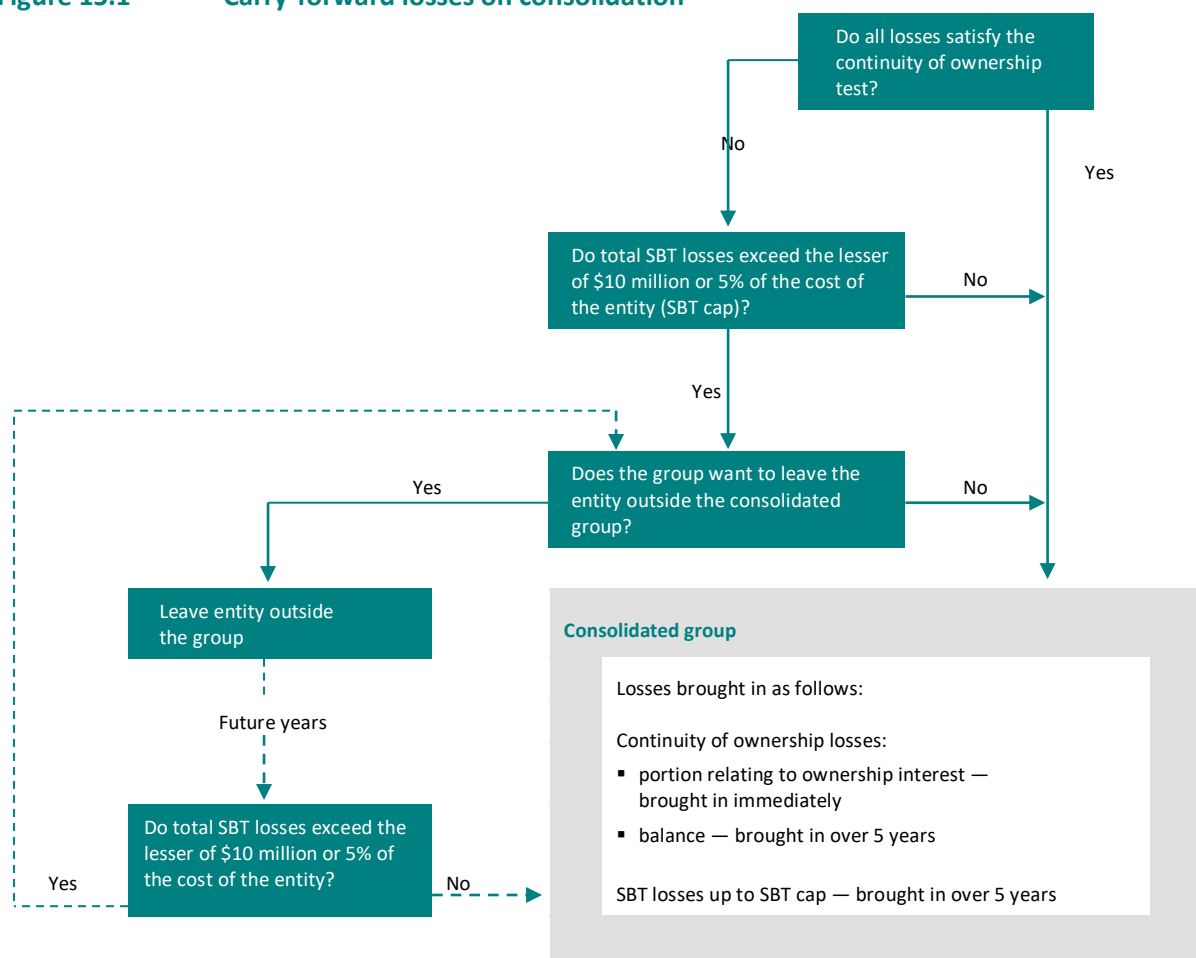 Figure 13.1 Carry-forward losses on consolidation
Do all losses satisfy the
continuity of ownership
test?
No
Yes
Do total SBT losses exceed the lesser
of $10 million or 5% of the cost of
the entity (SBT cap)?
No
Yes
Does the group want to leave the
entity outside the consolidated
group?
Yes
No
Leave entity outside
the group
Future years
Do total SBT losses exceed the
lesser of $10 million or 5% of
the cost of the entity?
Yes
No
Consolidated group
Losses brought in as follows:
Continuity of ownership losses:
▪ portion relating to ownership interest —
brought in immediately
▪ balance — brought in over 5 years
SBT losses up to SBT cap — brought in over 5 years